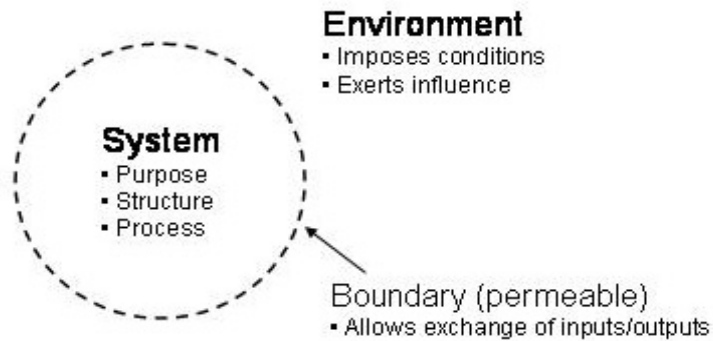 Environment
▪ Imposes conditions
▪ Exerts influence
System
▪ Purpose
▪ Structure
▪ Process
Boundary (permeable)
▪ Allows exchange of inputs/outputs